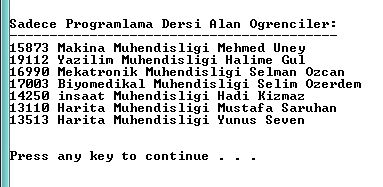 Sadece Programlama Dersi Alan Ogrenciler:
-----------------------------------------
15873 Makina Muhendisligi Mehmed Uney
19112 Yazilim Muhendisligi Halime Gul
16990 Mekatronik Muhendisligi Selman Ozcan
17003 Biyomedikal Muhendisligi Selim Ozerdem
14250 insaat Muhendisligi Hadi Kizmaz
13110 Harita Muhendisligi Mustafa Saruhan
13513 Harita Muhendisligi Yunus Seven
Press any key to continue . . .